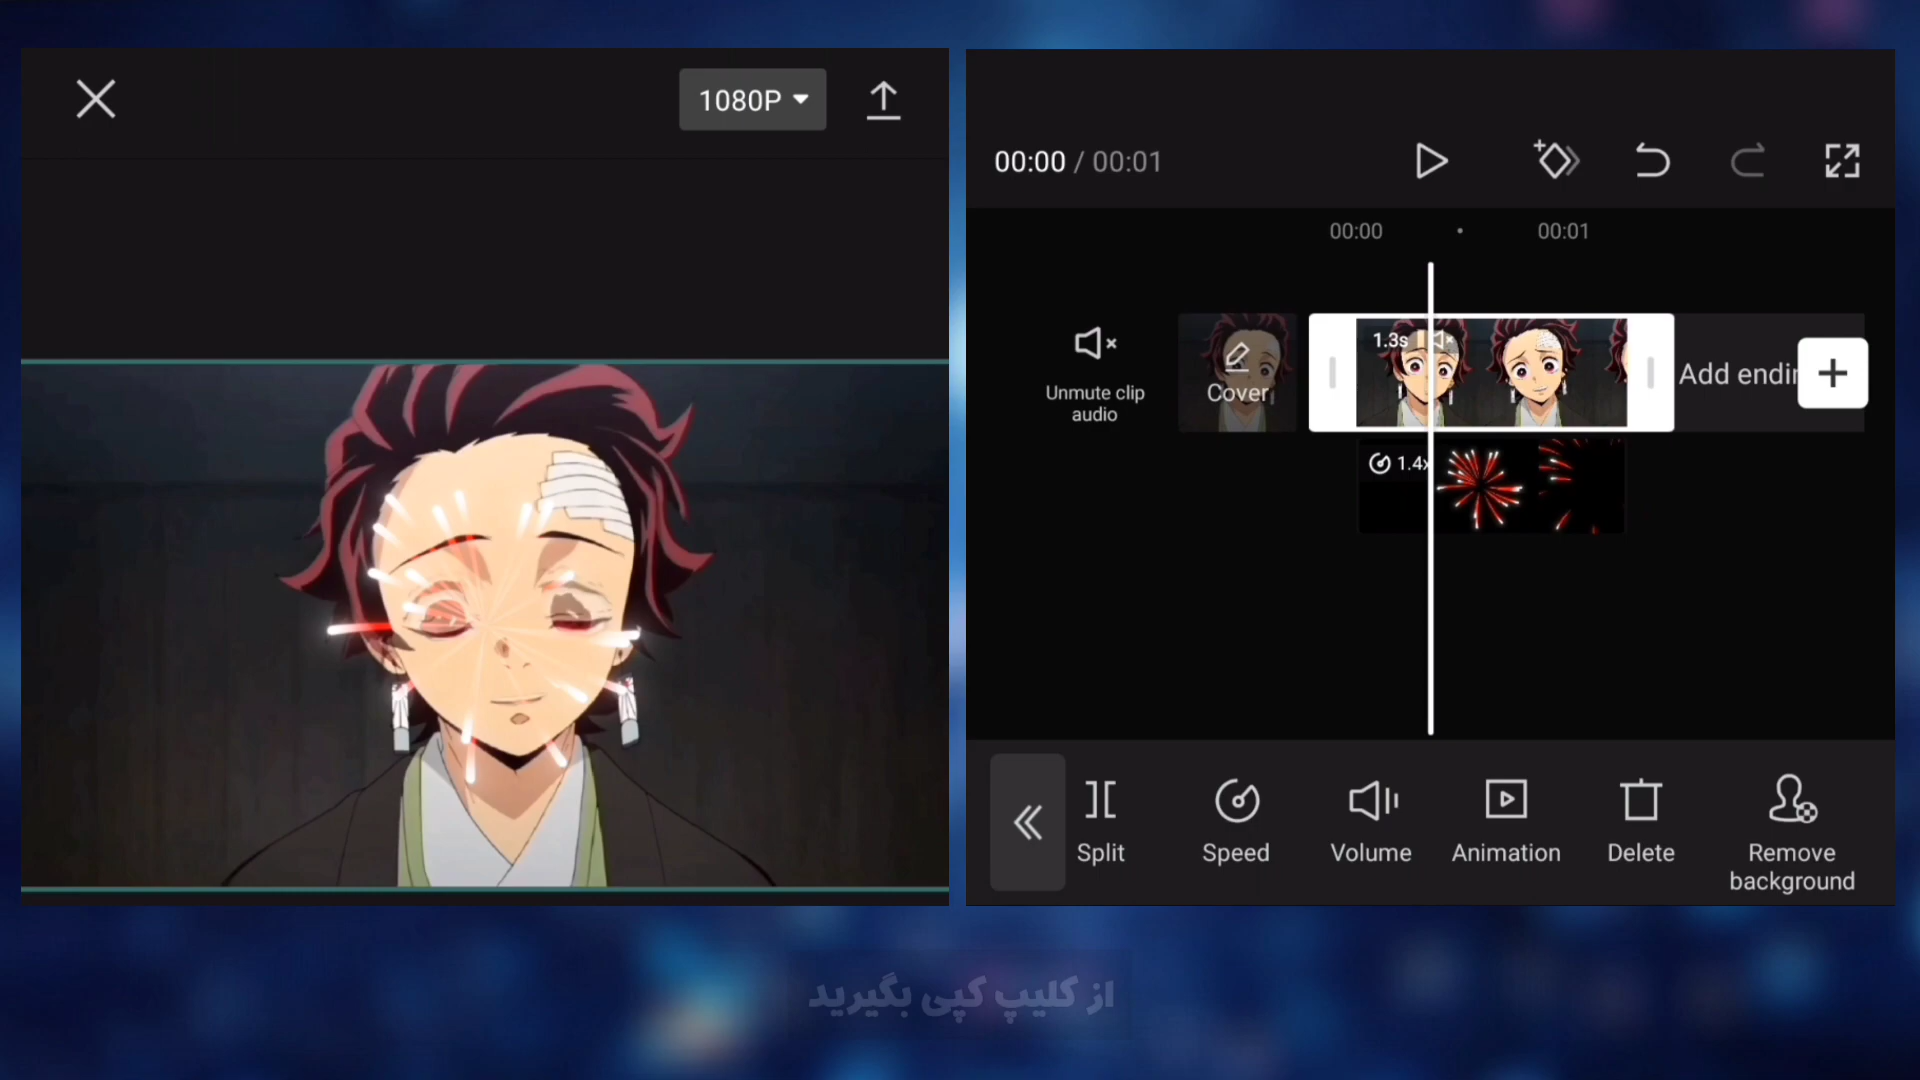 1080P
00:00 / 00:01
00:00
00:01
Unmute clip
audio
Cover
1.3s
Add endin
1.4x
Split
Speed
Volume
Animation
Delete
Remove
background
از کلیپ کپی بگیرید